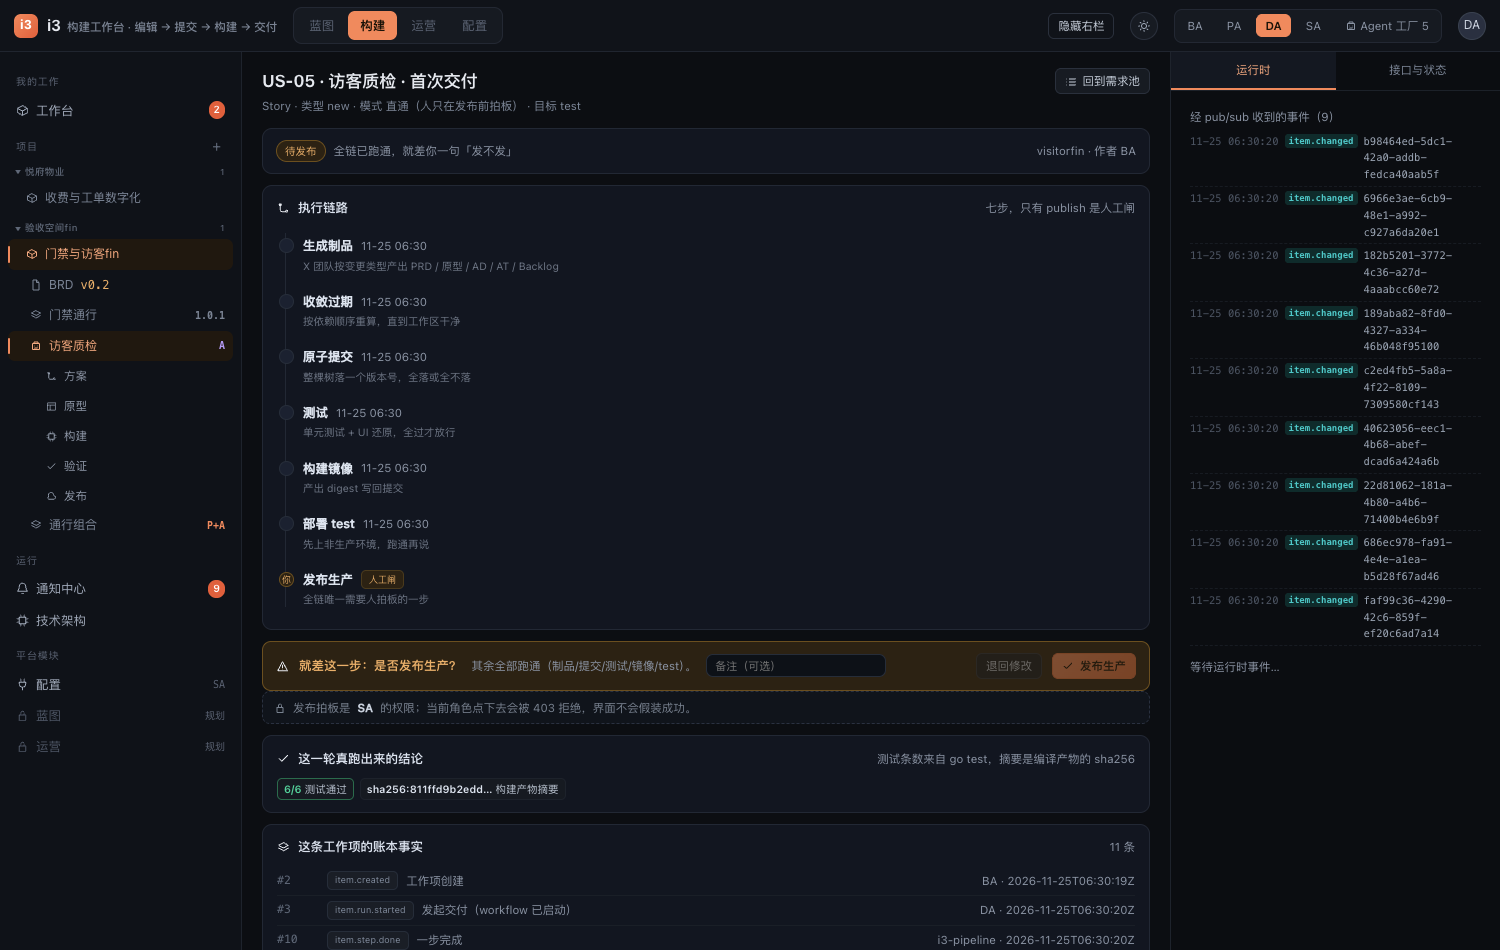 i3
i3 构建工作台 · 编辑 → 提交 → 构建 → 交付
蓝图
构建
运营
配置
隐藏右栏
BA
PA
DA
SA
Agent 工厂 5
DA
我的工作
工作台
2
项目
+
悦府物业
1
收费与工单数字化
验收空间fin
1
门禁与访客fin
BRD v0.2
门禁通行
1.0.1
访客质检
A
方案
原型
构建
验证
发布
通行组合
P+A
运行
通知中心
9
技术架构
平台模块
配置
SA
蓝图
规划
运营
规划
US-05 · 访客质检 · 首次交付
回到需求池
Story · 类型 new · 模式 直通（人只在发布前拍板） · 目标 test
待发布
全链已跑通，就差你一句「发不发」
visitorfin · 作者 BA
执行链路
七步，只有 publish 是人工闸
生成制品 11-25 06:30
X 团队按变更类型产出 PRD / 原型 / AD / AT / Backlog
收敛过期 11-25 06:30
按依赖顺序重算，直到工作区干净
原子提交 11-25 06:30
整棵树落一个版本号，全落或全不落
测试 11-25 06:30
单元测试 + UI 还原，全过才放行
构建镜像 11-25 06:30
产出 digest 写回提交
部署 test 11-25 06:30
先上非生产环境，跑通再说
你
发布生产
人工闸
全链唯一需要人拍板的一步
就差这一步：是否发布生产？
其余全部跑通（制品/提交/测试/镜像/test）。
备注（可选）
退回修改
发布生产
发布拍板是 SA 的权限；当前角色点下去会被 403 拒绝，界面不会假装成功。
这一轮真跑出来的结论
测试条数来自 go test，摘要是编译产物的 sha256
6/6 测试通过
sha256:811ffd9b2edd... 构建产物摘要
这条工作项的账本事实
11 条
#2
item.created
工作项创建
BA · 2026-11-25T06:30:19Z
#3
item.run.started
发起交付（workflow 已启动）
DA · 2026-11-25T06:30:20Z
#10
item.step.done
一步完成
i3-pipeline · 2026-11-25T06:30:20Z
运行时
接口与状态
经 pub/sub 收到的事件（9）
11-25 06:30:20 item.changed b98464ed-5dc1-
42a0-addb-
fedca40aab5f
11-25 06:30:20 item.changed 6966e3ae-6cb9-
48e1-a992-
c927a6da20e1
11-25 06:30:20 item.changed 182b5201-3772-
4c36-a27d-
4aaabcc60e72
11-25 06:30:20 item.changed 189aba82-8fd0-
4327-a334-
46b048f95100
11-25 06:30:20 item.changed c2ed4fb5-5a8a-
4f22-8109-
7309580cf143
11-25 06:30:20 item.changed 40623056-eec1-
4b68-abef-
dcad6a424a6b
11-25 06:30:20 item.changed 22d81062-181a-
4b80-a4b6-
71400b4e6b9f
11-25 06:30:20 item.changed 686ec978-fa91-
4e4e-a1ea-
b5d28f67ad46
11-25 06:30:20 item.changed faf99c36-4290-
42c6-859f-
ef20c6ad7a14
等待运行时事件…